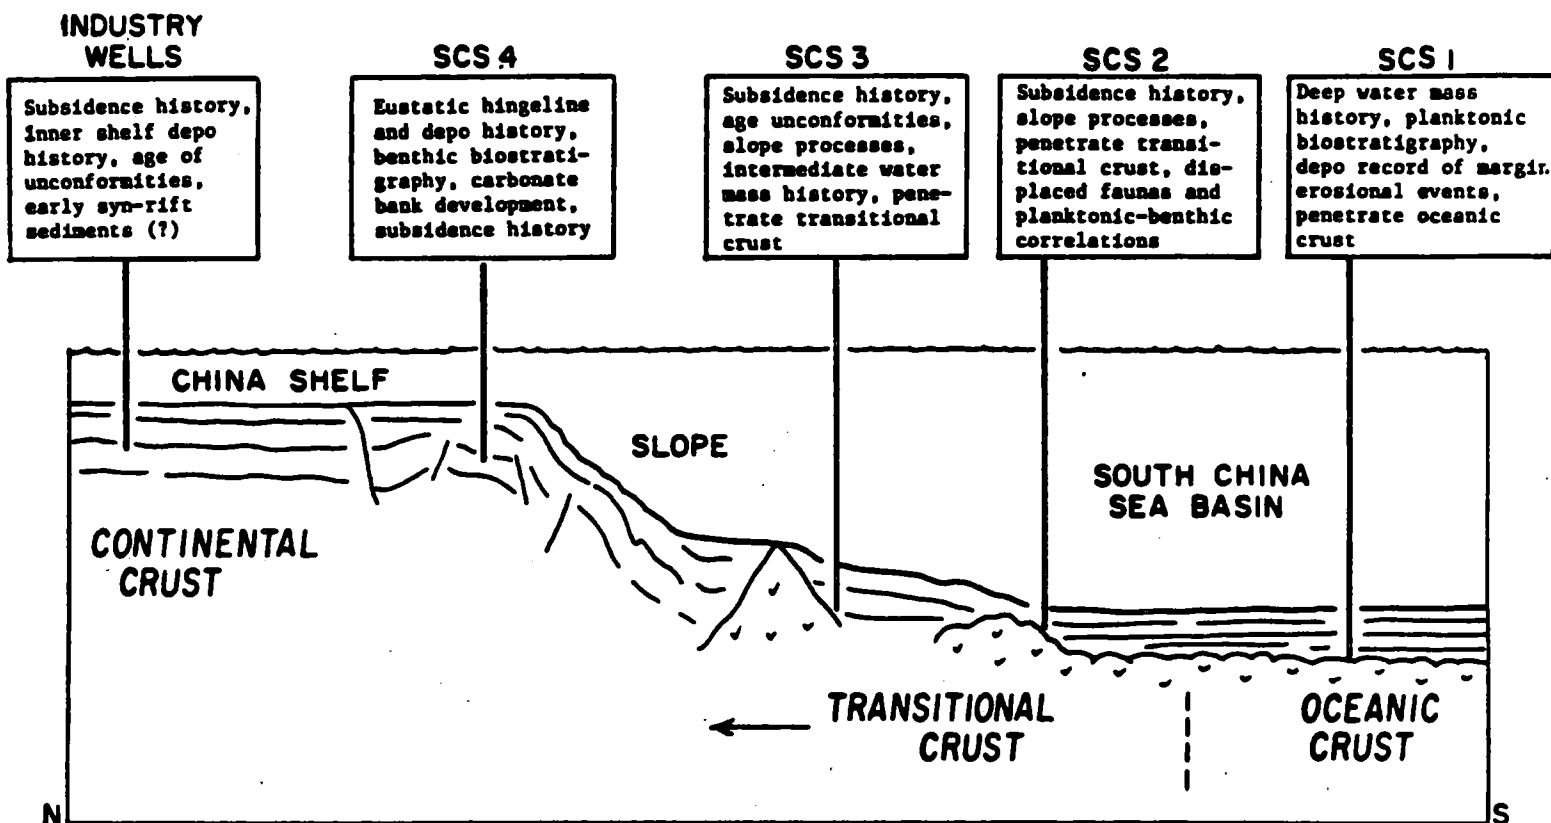 INDUSTRY
WELLS
Subsidence history,
inner shelf depo
history, age of
unconformities,
early syn-rift
sediments (?)
SCS 4
Eustatic hingeline
and depo history,
benthic biostrati-
graphy, carbonate
bank development,
subsidence history
SCS 3
Subsidence history,
age unconformities,
slope processes,
intermediate water
mass history, pene-
trate transitional
crust
SCS 2
Subsidence history,
slope processes,
penetrate transi-
tional crust, dis-
placed faunas and
planktonic-benthic
correlations
SCS 1
Deep water mass
history, planktonic
biostratigraphy,
depo record of margin
erosional events,
penetrate oceanic
crust
CHINA SHELF
SLOPE
SOUTH CHINA
SEA BASIN
CONTINENTAL
CRUST
TRANSITIONAL
CRUST
OCEANIC
CRUST
N
S